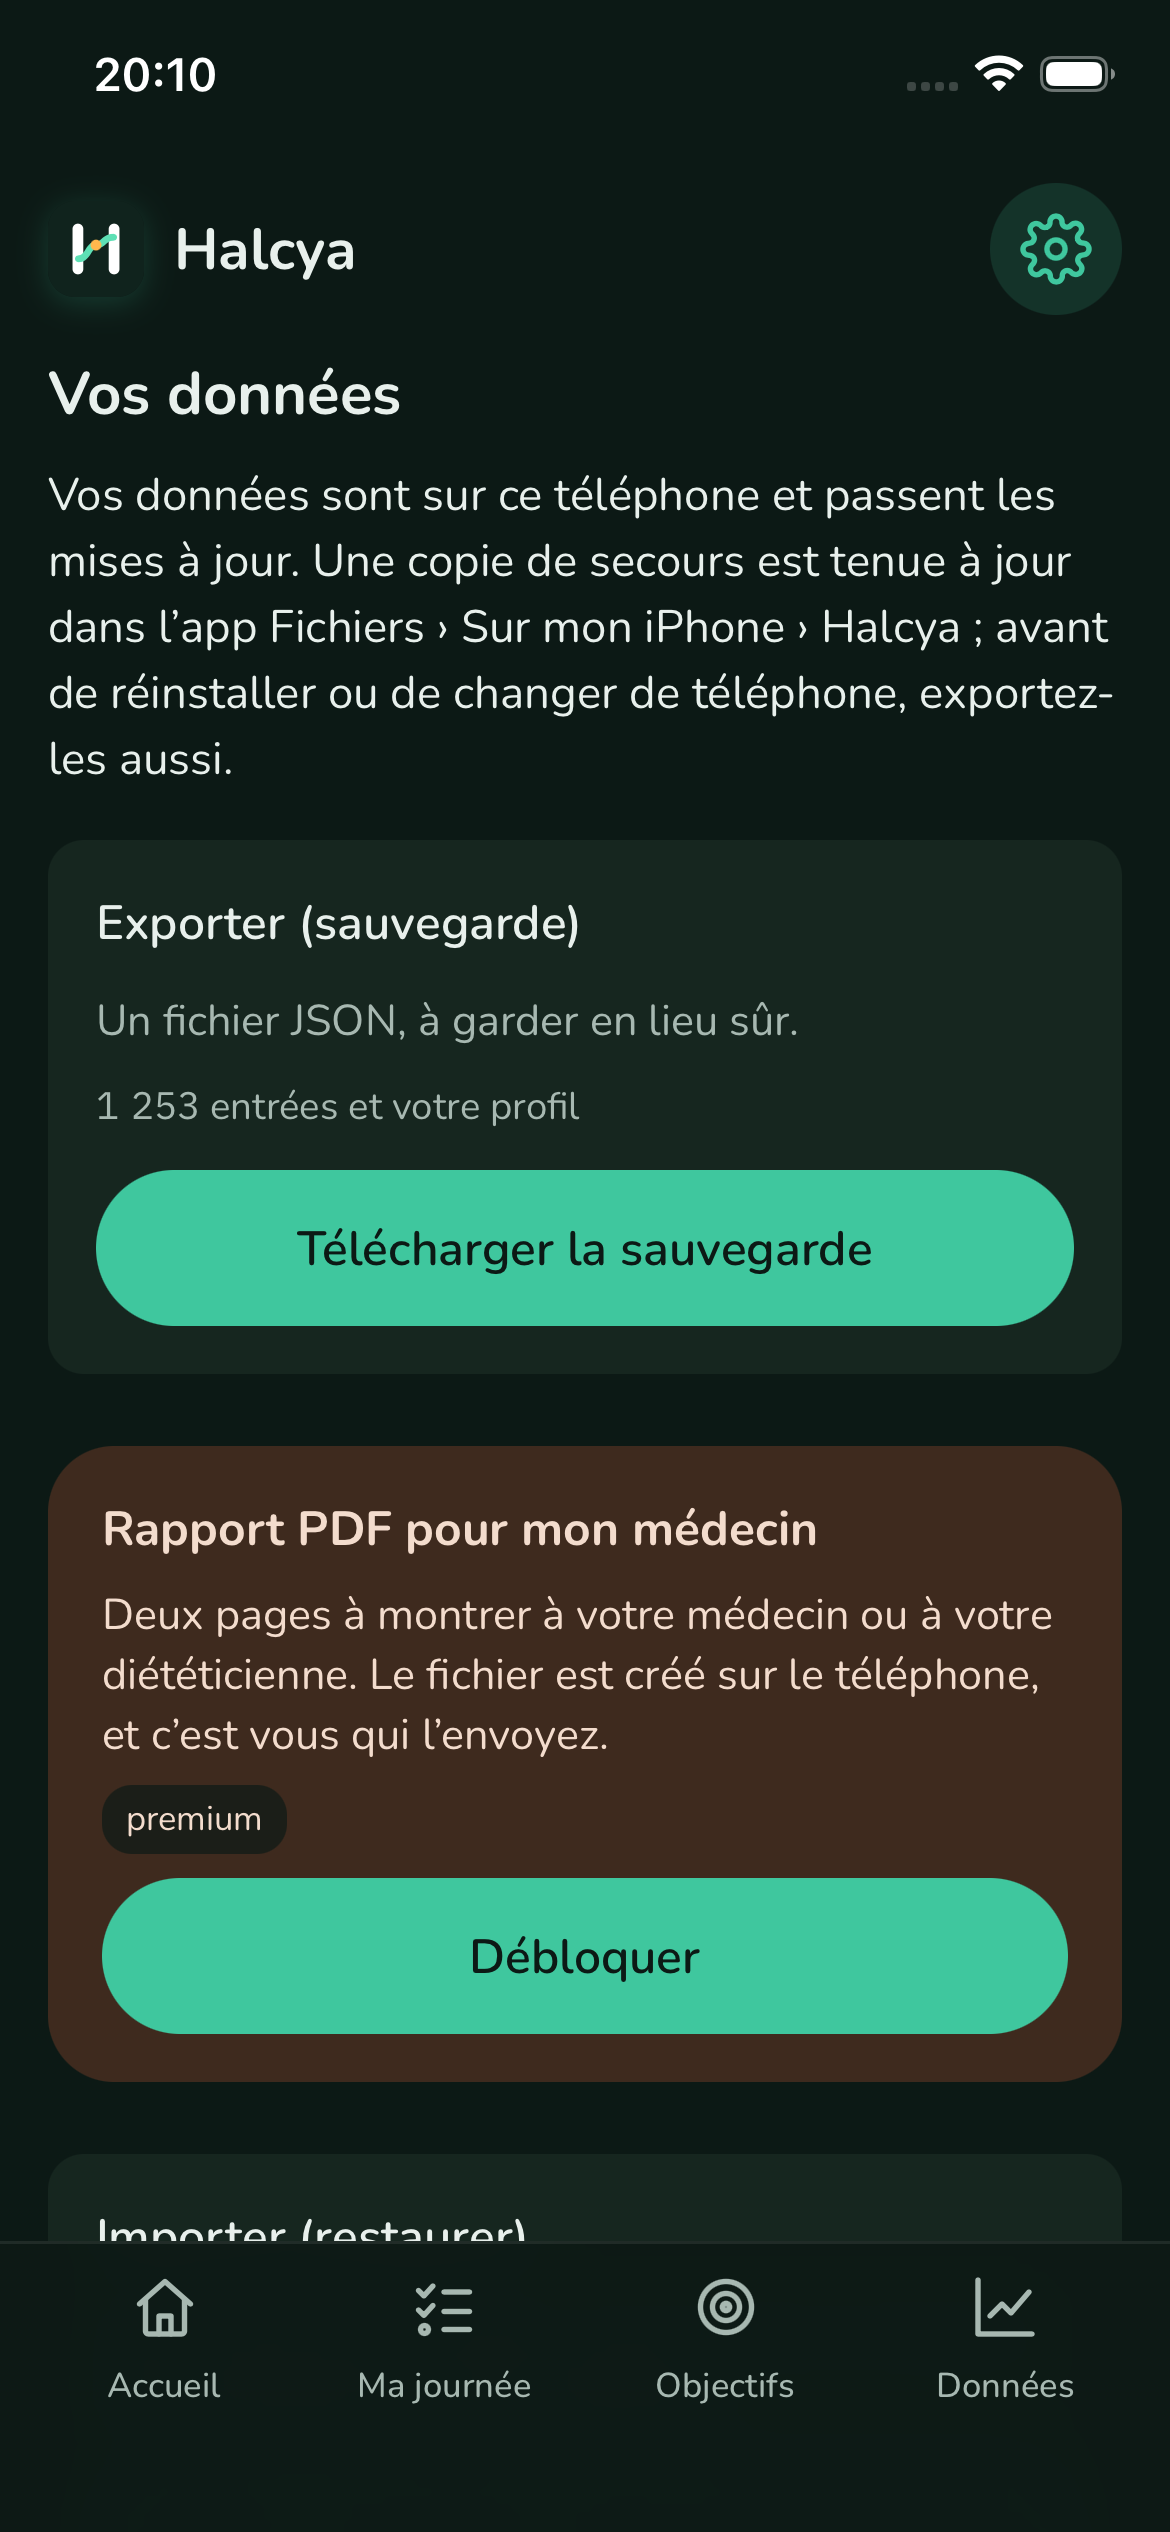 20:10
Halcya
Vos données
Vos données sont sur ce téléphone et passent les
mises à jour. Une copie de secours est tenue à jour
dans l’app Fichiers › Sur mon iPhone › Halcya ; avant
de réinstaller ou de changer de téléphone, exportez-
les aussi.
Exporter (sauvegarde)
Un fichier JSON, à garder en lieu sûr.
1 253 entrées et votre profil
Télécharger la sauvegarde
Rapport PDF pour mon médecin
Deux pages à montrer à votre médecin ou à votre
diététicienne. Le fichier est créé sur le téléphone,
et c’est vous qui l’envoyez.
premium
Débloquer
Importer (restaurer)
Accueil
Ma journée
Objectifs
Données